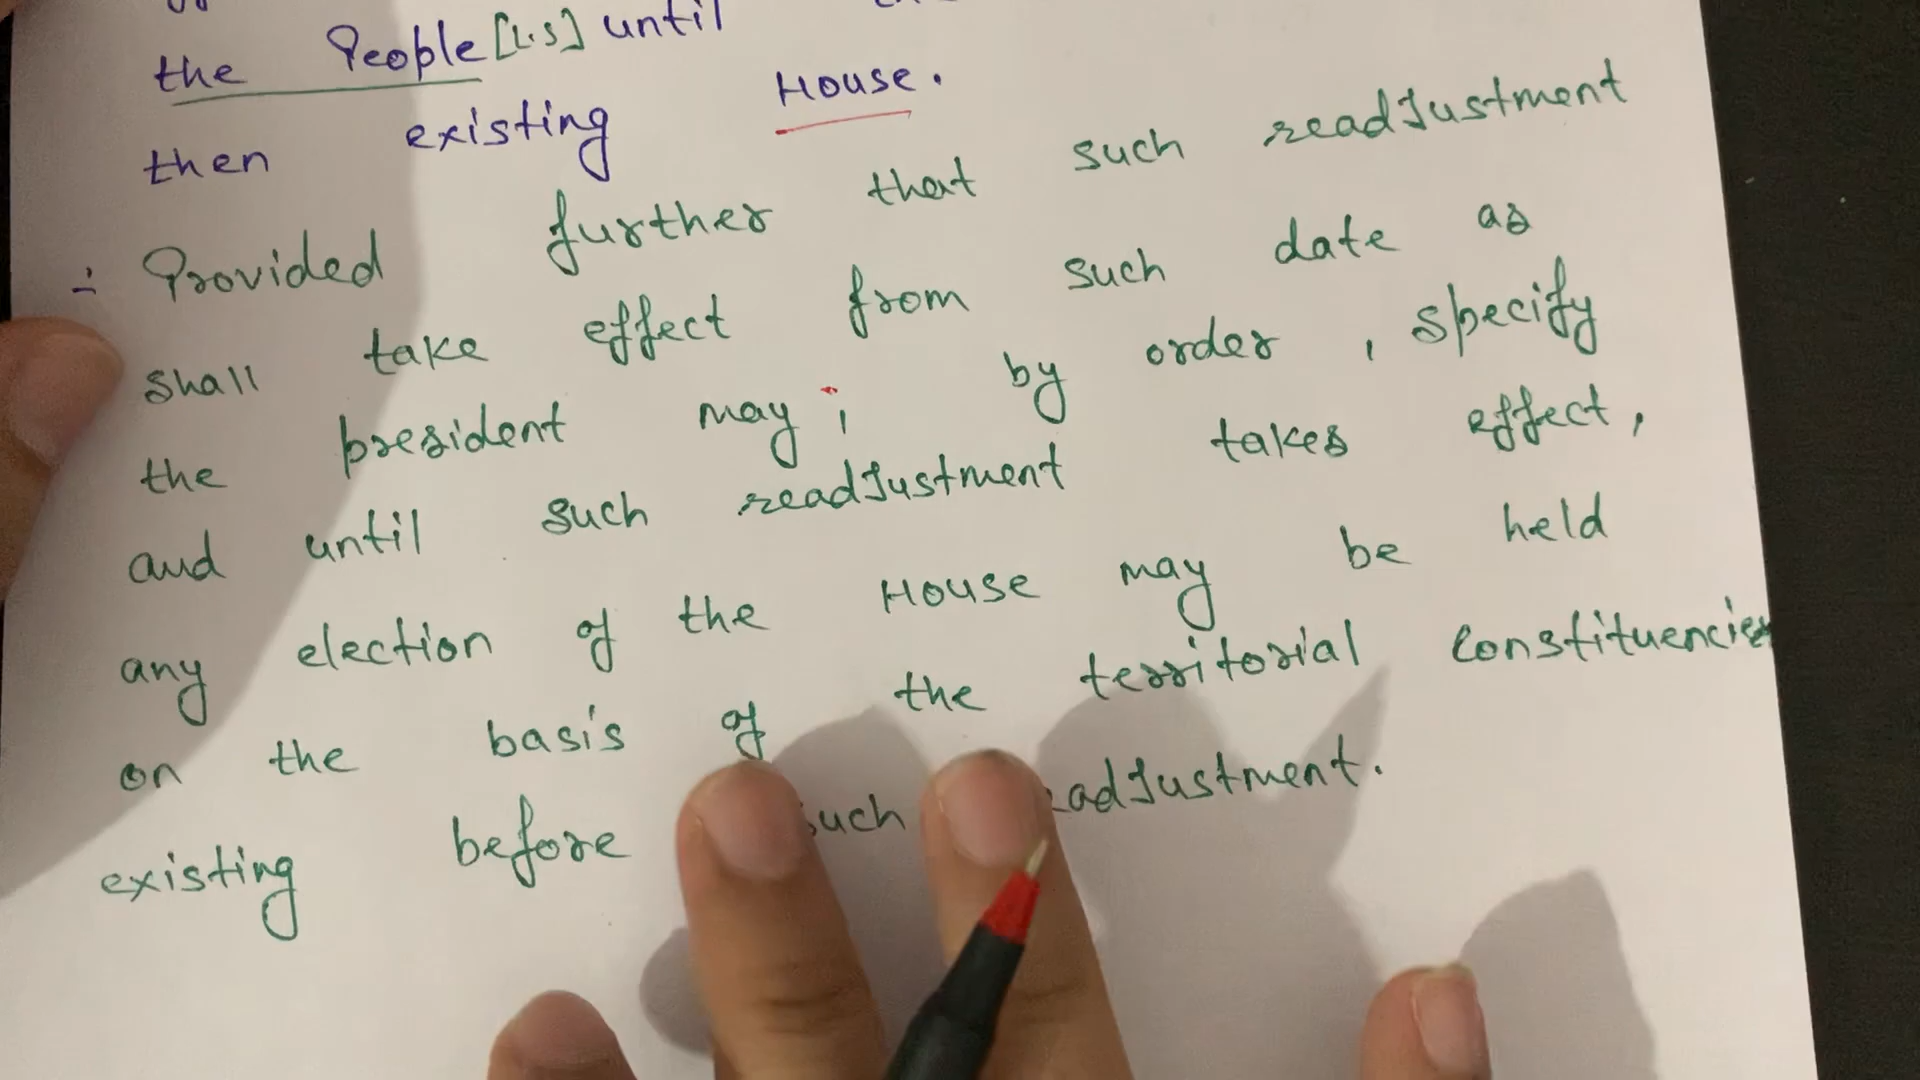 the People [L.S] until
then existing House.
∴ Provided further that such readJustment
shall take effect from such date as
the president may, by order, specify
and until such readJustment takes effect,
any election of the House may be held
on the basis of the territorial constituencies
existing before such readJustment.